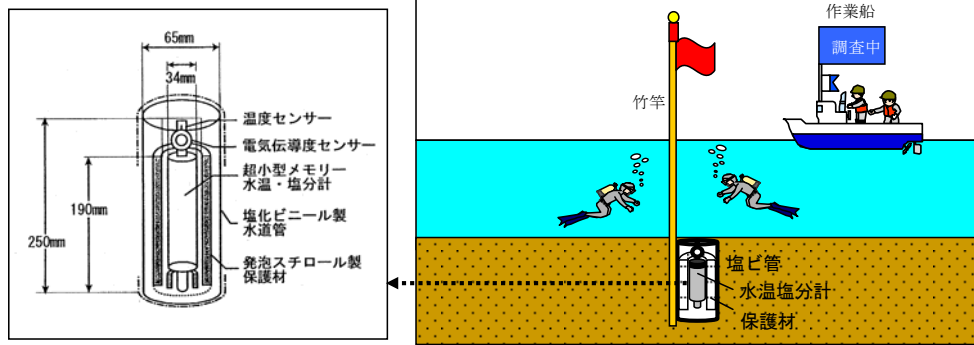 65mm
34mm
温度センサー
電気伝導度センサー
超小型メモリー
水温・塩分計
190mm
塩化ビニール製
水道管
250mm
発泡スチロール製
保護材
作業船
調査中
竹竿
塩ビ管
水温塩分計
保護材